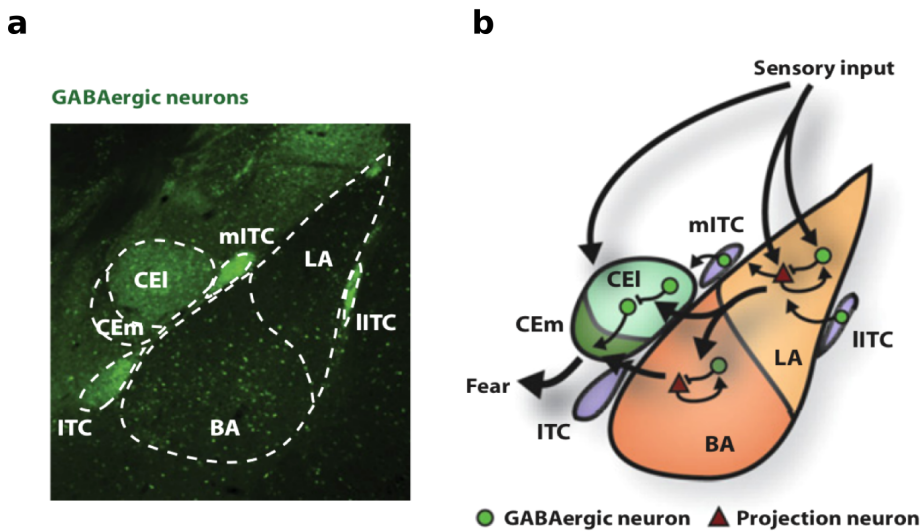 a
b
GABAergic neurons
CEl
CEm
mITC
LA
lITC
ITC
BA
Sensory input
mITC
CEl
CEm
lITC
LA
Fear
ITC
BA
GABAergic neuron
Projection neuron